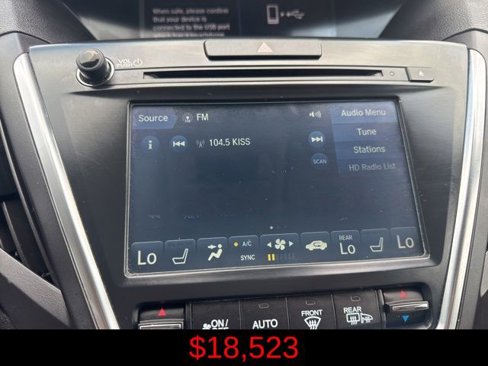 When safe, please confirm
that your device is
connected to the USB port
VOL
Source
FM
Audio Menu
104.5 KISS
Tune
SCAN
Stations
HD Radio List
Lo
A/C
SYNC
REAR
Lo
Lo
ON/
AUTO
FRONT
REAR
$18,523